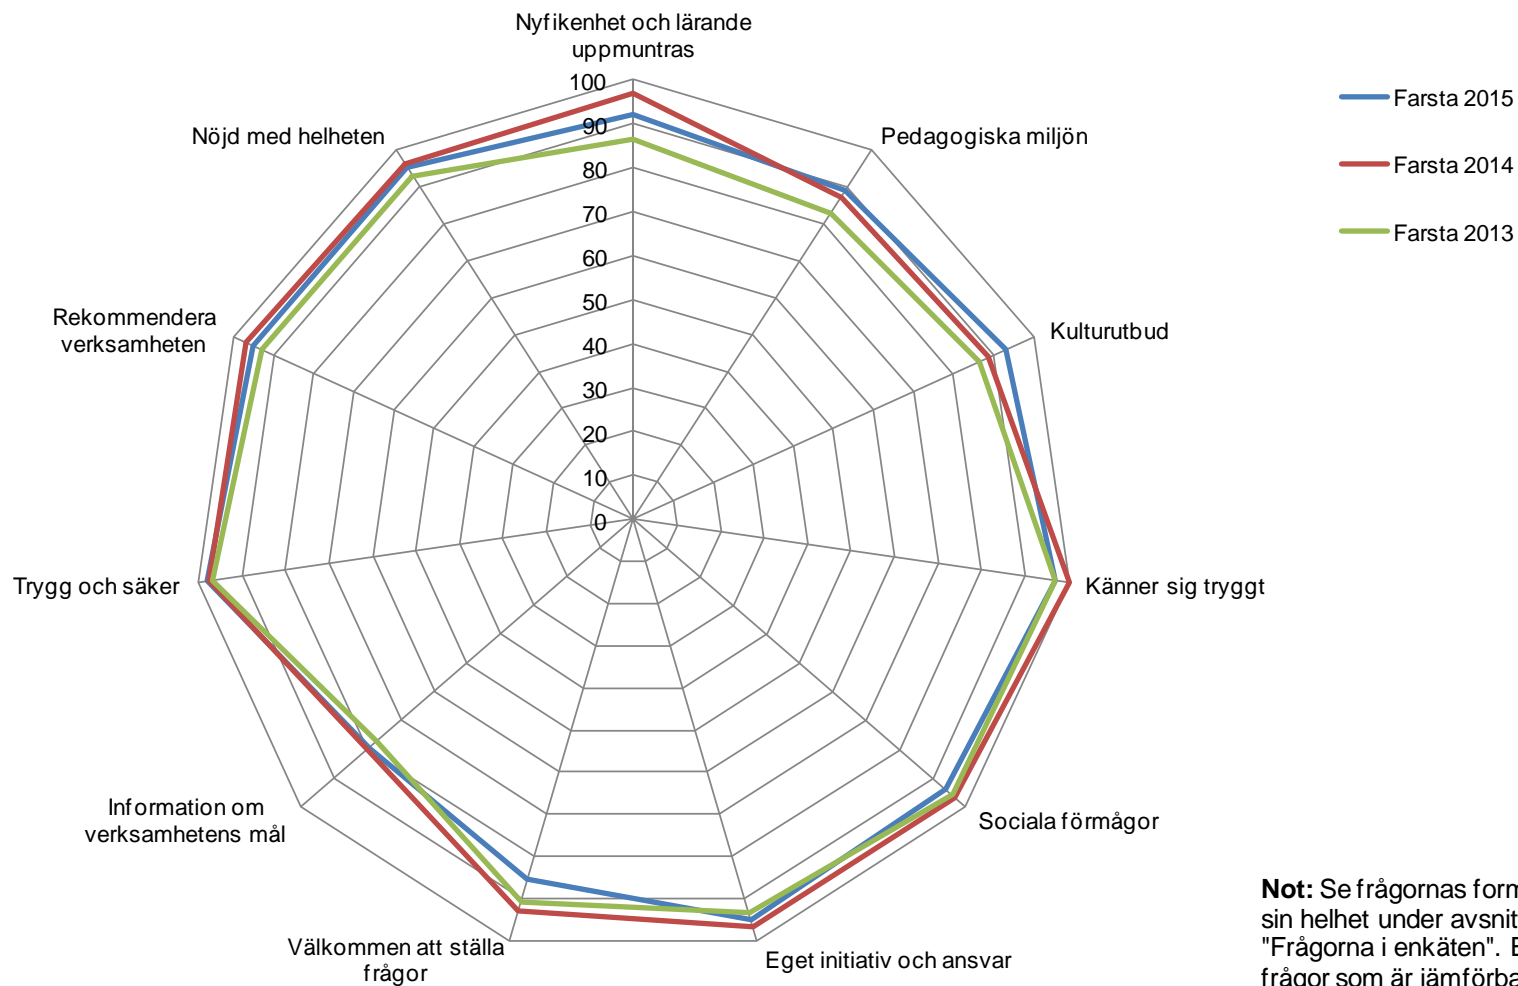 Nyfikenhet och lärande
uppmuntras
Pedagogiska miljön
Kulturutbud
Känner sig tryggt
Sociala förmågor
Eget initiativ och ansvar
Välkommen att ställa
frågor
Information om
verksamhetens mål
Trygg och säker
Rekommendera
verksamheten
Nöjd med helheten
100
90
80
70
60
50
40
30
20
10
0
Farsta 2015
Farsta 2014
Farsta 2013
Not: Se frågornas
sin helhet under
"Frågorna i enkäten".
frågor som är